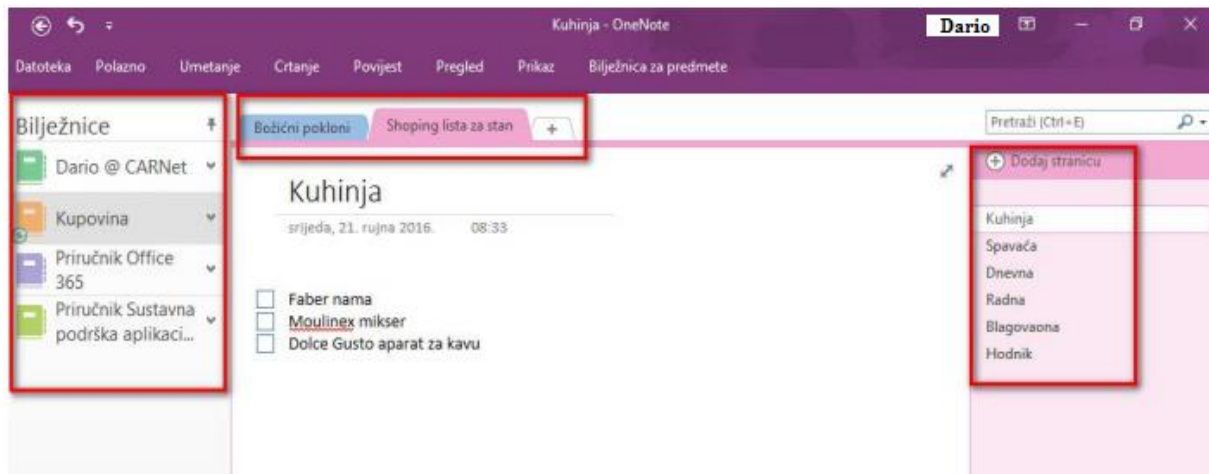 Kuhinja - OneNote
Dario
Datoteka Polazno Umetanje Crtanje Povijest Pregled Prikaz Bilježnica za predmete
Bilježnice
Dario @ CARNet
Kupovina
Priručnik Office
365
Priručnik Sustavna
podrška aplikaci...
Božićni pokloni
Shoping lista za stan
+
Kuhinja
srijeda, 21. rujna 2016. 08:33
Faber nama
Moulinex mikser
Dolce Gusto aparat za kavu
Pretraži (Ctrl+E)
Dodaj stranicu
Kuhinja
Spavaća
Dnevna
Radna
Blagovaona
Hodnik